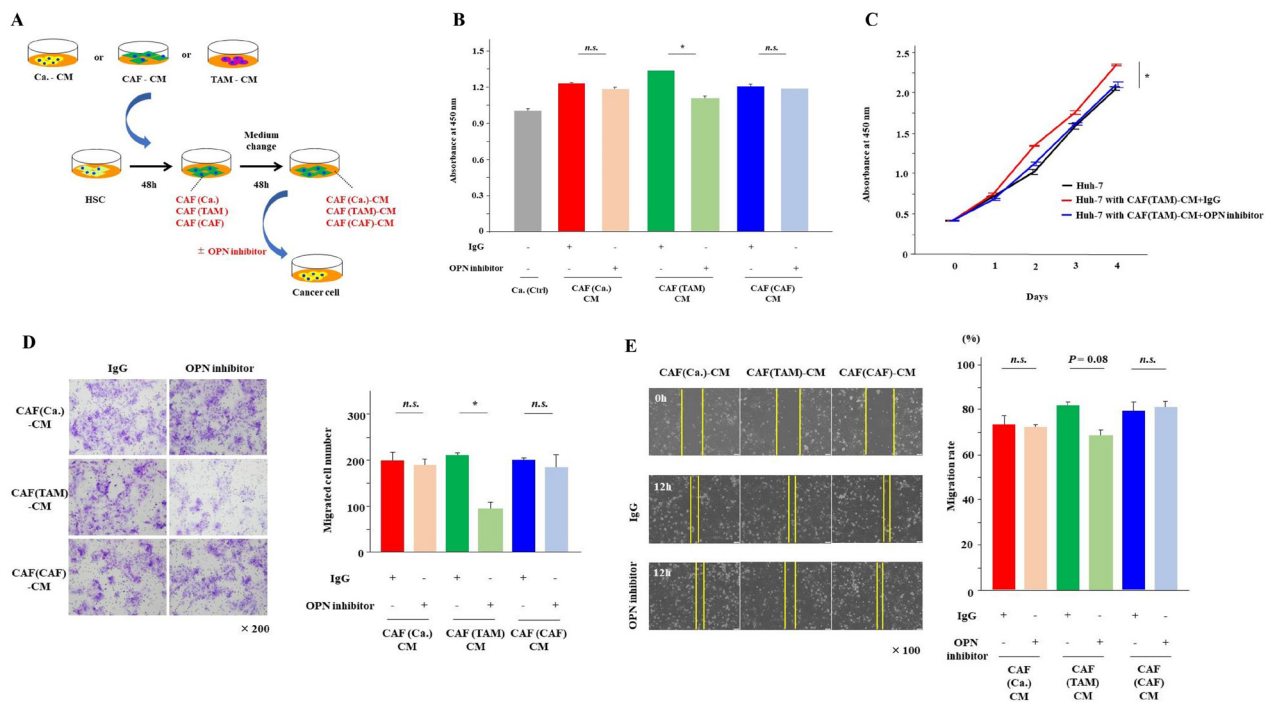 A
or
or
Ca. - CM
CAF - CM
TAM - CM
Medium
change
48h
48h
HSC
CAF (Ca.)
CAF (TAM)
CAF (CAF)
CAF (Ca.)-CM
CAF (TAM)-CM
CAF (CAF)-CM
± OPN inhibitor
Cancer cell
B
n.s.
*
n.s.
Absorbance at 450 nm
1.5
1.2
0.9
1.2
0.6
1.3
0
IgG
- + - + - + -
OPN inhibitor
- - + - + - +
Ca. (Ctrl)
CAF (Ca.)
CM
CAF (TAM)
CM
CAF (CAF)
CM
C
Absorbance at 450 nm
2.5
2.0
1.5
1.0
0.5
0.0
*
Huh-7
Huh-7 with CAF(TAM)-CM+IgG
Huh-7 with CAF(TAM)-CM+OPN inhibitor
0 1 2 3 4
Days
D
IgG
OPN inhibitor
CAF(Ca.)
-CM
CAF(TAM)
-CM
CAF(CAF)
-CM
× 200
n.s.
*
n.s.
Migrated cell number
300
200
100
0
IgG
+ - + - + -
OPN inhibitor
- + - + - +
CAF (Ca.)
CM
CAF (TAM)
CM
CAF (CAF)
CM
E
CAF(Ca.)-CM
CAF(TAM)-CM
CAF(CAF)-CM
0h
IgG
12h
OPN inhibitor
12h
× 100
(%)
n.s.
P = 0.08
n.s.
Migration rate
100
80
60
40
20
0
IgG
+ - + - + -
OPN
inhibitor
- + - + - +
CAF
(Ca.)
CM
CAF
(TAM)
CM
CAF
(CAF)
CM